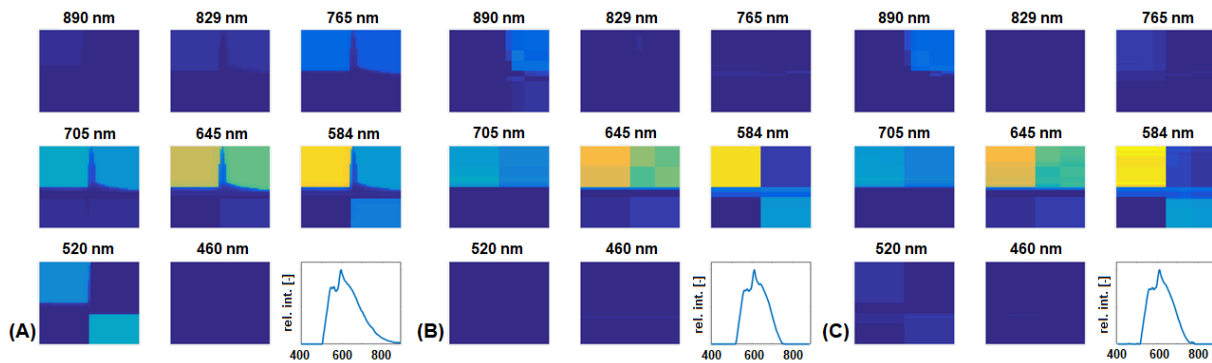 890 nm 829 nm 765 nm 890 nm 829 nm 765 nm 890 nm 829 nm 765 nm
705 nm 645 nm 584 nm 705 nm 645 nm 584 nm 705 nm 645 nm 584 nm
520 nm 460 nm 520 nm 460 nm 520 nm 460 nm
(A) rel. int. [-] (B) rel. int. [-] (C) rel. int. [-]
400 600 800 400 600 800 400 600 800